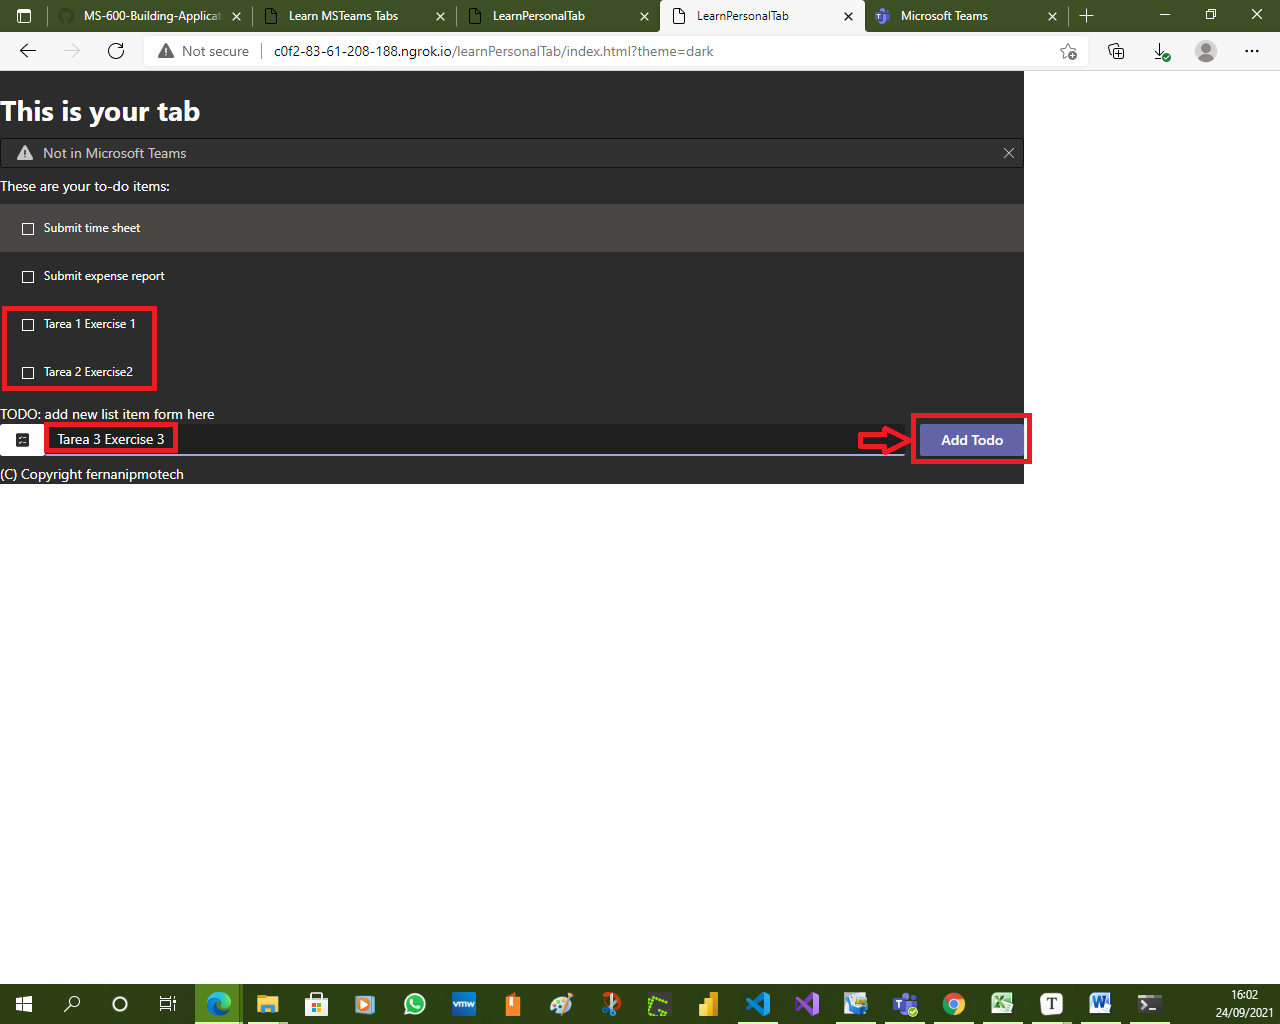 MS-600-Building-Applicat
Learn MSTeams Tabs
LearnPersonalTab
LearnPersonalTab
Microsoft Teams
Not secure
c0f2-83-61-208-188.ngrok.io/learnPersonalTab/index.html?theme=dark
This is your tab
Not in Microsoft Teams
These are your to-do items:
Submit time sheet
Submit expense report
Tarea 1 Exercise 1
Tarea 2 Exercise2
TODO: add new list item form here
Tarea 3 Exercise 3
Add Todo
(C) Copyright fernanipmotech
vmw
T
16:02
24/09/2021